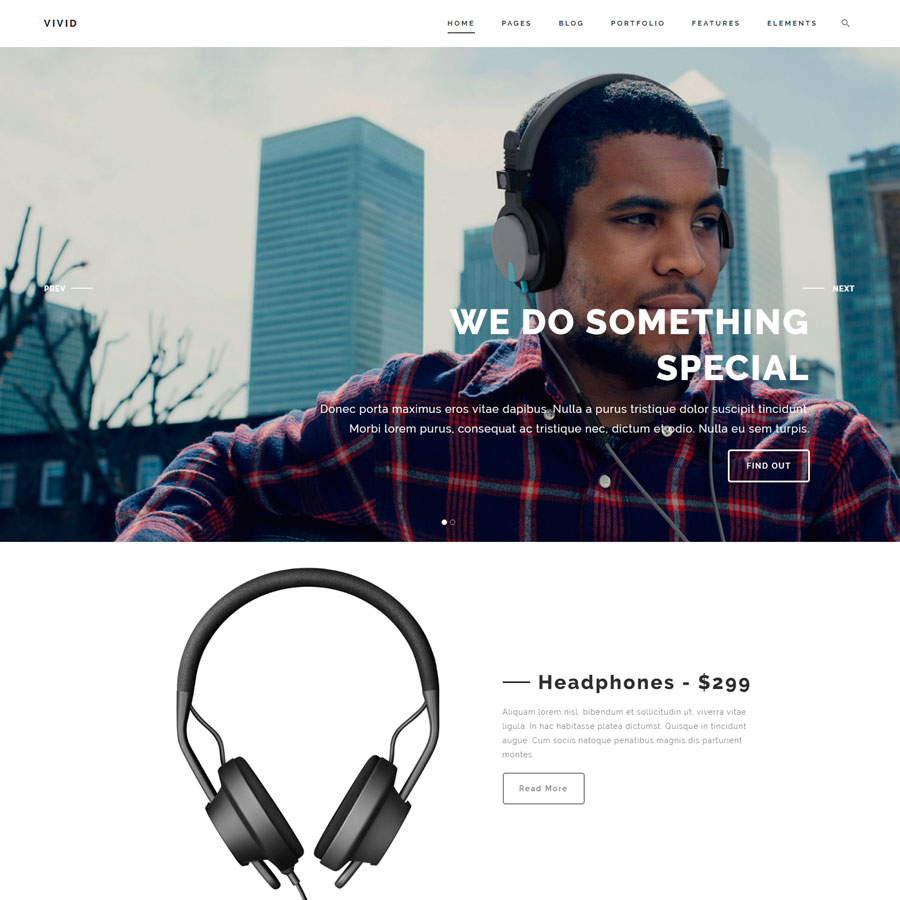 VIVID
HOME PAGES BLOG PORTFOLIO FEATURES ELEMENTS
PREV
NEXT
WE DO SOMETHING
SPECIAL
Donec porta maximus eros vitae dapibus. Nulla a purus tristique dolor suscipit tincidunt.
Morbi lorem purus, consequat ac tristique nec, dictum et odio. Nulla eu sem turpis.
FIND OUT
Headphones - $299
Aliquam lorem nisl, bibendum et sollicitudin ut, viverra vitae
ligula. In hac habitasse platea dictumst. Quisque in tincidunt
augue. Cum sociis natoque penatibus magnis dis parturient
montes.
Read More